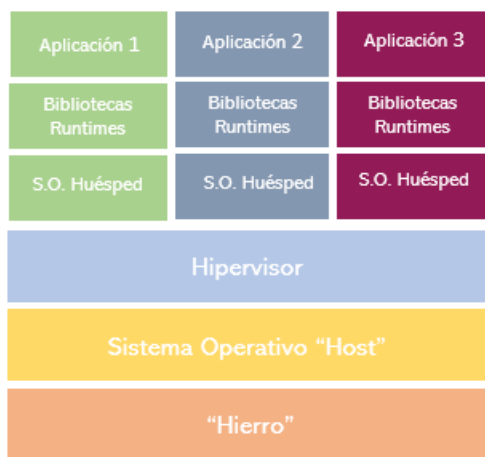 Aplicación 1
Aplicación 2
Aplicación 3
Bibliotecas
Runtimes
Bibliotecas
Runtimes
Bibliotecas
Runtimes
S.O. Huésped
S.O. Huésped
S.O. Huésped
Hipervisor
Sistema Operativo “Host”
“Hierro”